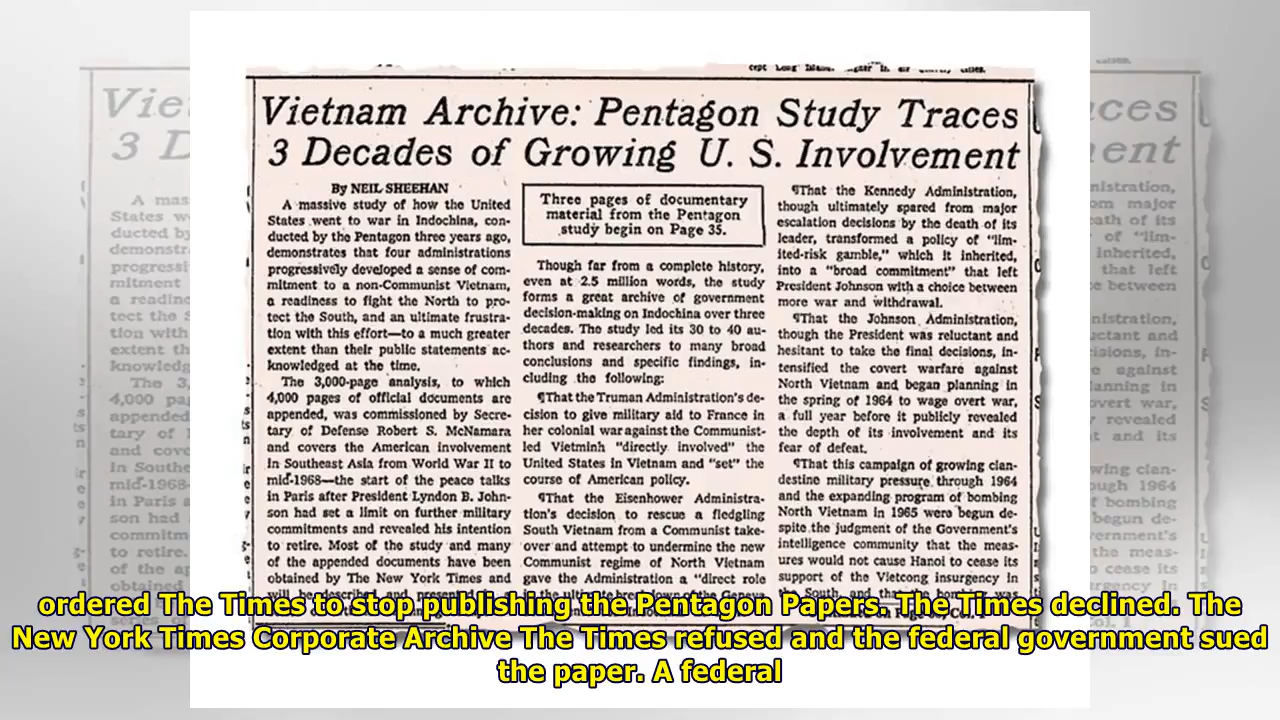 Vietnam Archive: Pentagon Study Traces
3 Decades of Growing U. S. Involvement
By NEIL SHEEHAN
A massive study of how the United
States went to war in Indochina, con-
ducted by the Pentagon three years ago,
demonstrates that four administrations
progressively developed a sense of com-
mitment to a non-Communist Vietnam,
a readiness to fight the North to pro-
tect the South, and an ultimate frustra-
tion with this effort—to a much greater
extent than their public statements ac-
knowledged at the time.
The 3,000-page analysis, to which
4,000 pages of official documents are
appended, was commissioned by Secre-
tary of Defense Robert S. McNamara
and covers the American involvement
in Southeast Asia from World War II to
mid-1968—the start of the peace talks
in Paris after President Lyndon B. John-
son had set a limit on further military
commitments and revealed his intention
to retire. Most of the study and many
of the appended documents have been
obtained by The New York Times and
Three pages of documentary
material from the Pentagon
study begin on Page 35.
Though far from a complete history,
even at 2.5 million words, the study
forms a great archive of government
decision-making on Indochina over three
decades. The study led its 30 to 40 au-
thors and researchers to many broad
conclusions and specific findings, in-
cluding the following:
¶That the Truman Administration's de-
cision to give military aid to France in
her colonial war against the Communist-
led Vietminh "directly involved" the
United States in Vietnam and "set" the
course of American policy.
¶That the Eisenhower Administra-
tion's decision to rescue a fledgling
South Vietnam from a Communist take-
over and attempt to undermine the new
Communist regime of North Vietnam
gave the Administration a "direct role
¶That the Kennedy Administration,
though ultimately spared from major
escalation decisions by the death of its
leader, transformed a policy of "lim-
ited-risk gamble," which it inherited,
into a "broad commitment" that left
President Johnson with a choice between
more war and withdrawal.
¶That the Johnson Administration,
though the President was reluctant and
hesitant to take the final decisions, in-
tensified the covert warfare against
North Vietnam and began planning in
the spring of 1964 to wage overt war,
a full year before it publicly revealed
the depth of its involvement and its
fear of defeat.
¶That this campaign of growing clan-
destine military pressure through 1964
and the expanding program of bombing
North Vietnam in 1965 were begun de-
spite the judgment of the Government's
intelligence community that the meas-
ures would not cause Hanoi to cease its
support of the Vietcong insurgency in
ordered The Times to stop publishing the Pentagon Papers. The Times declined. The
New York Times Corporate Archive The Times refused and the federal government sued
the paper. A federal